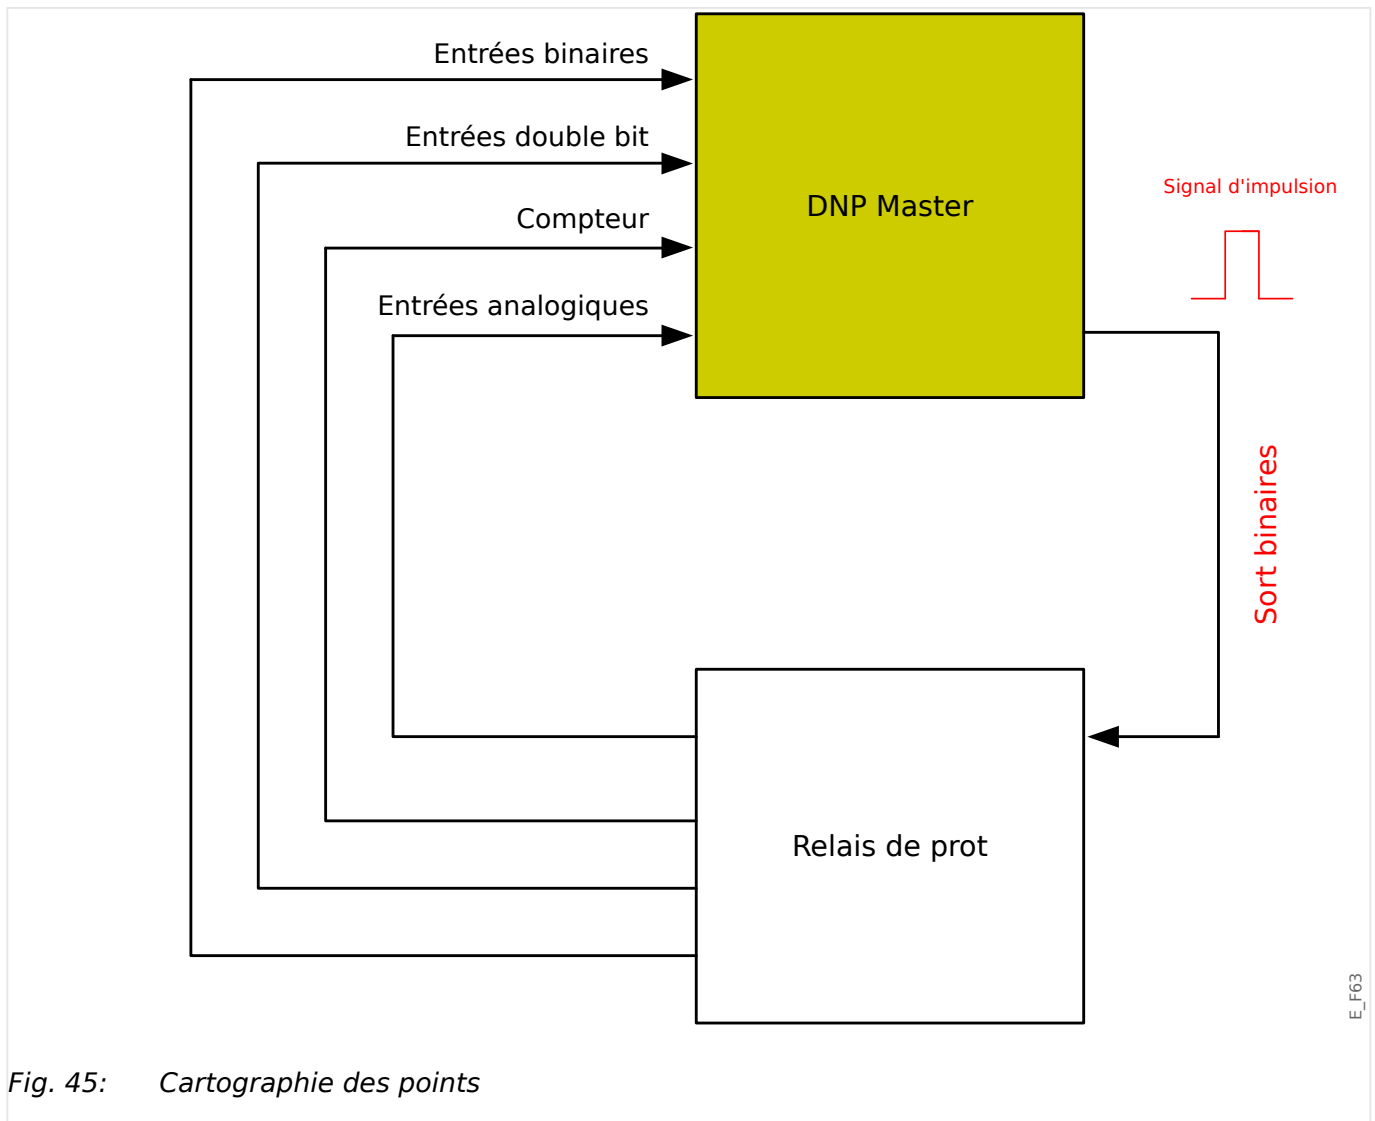 Entrées binaires
Entrées double bit
Compteur
Entrées analogiques
DNP Master
Signal d'impulsion
Sort binaires
Relais de prot
E_F63
Fig. 45: Cartographie des points